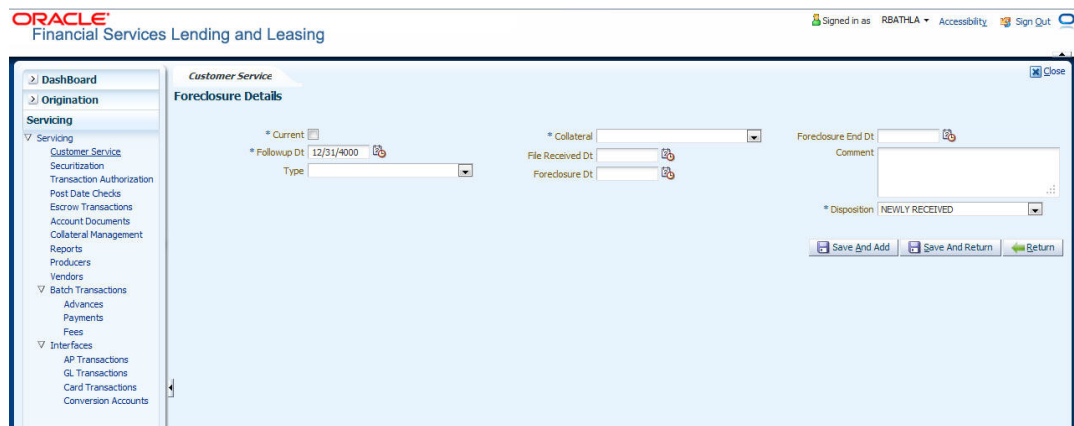 ORACLE
Financial Services Lending and Leasing
Signed in as RBATHLA Accessibility Sign Out
Close
DashBoard
Origination
Servicing
Servicing
Customer Service
Securitization
Transaction Authorization
Post Date Checks
Escrow Transactions
Account Documents
Collateral Management
Reports
Producers
Vendors
Batch Transactions
Advances
Payments
Fees
Interfaces
AP Transactions
GL Transactions
Card Transactions
Conversion Accounts
Customer Service
Foreclosure Details
* Current
* Followup Dt 12/31/4000
Type
* Collateral
File Received Dt
Foreclosure Dt
Foreclosure End Dt
Comment
* Disposition NEWLY RECEIVED
Save And Add Save And Return Return